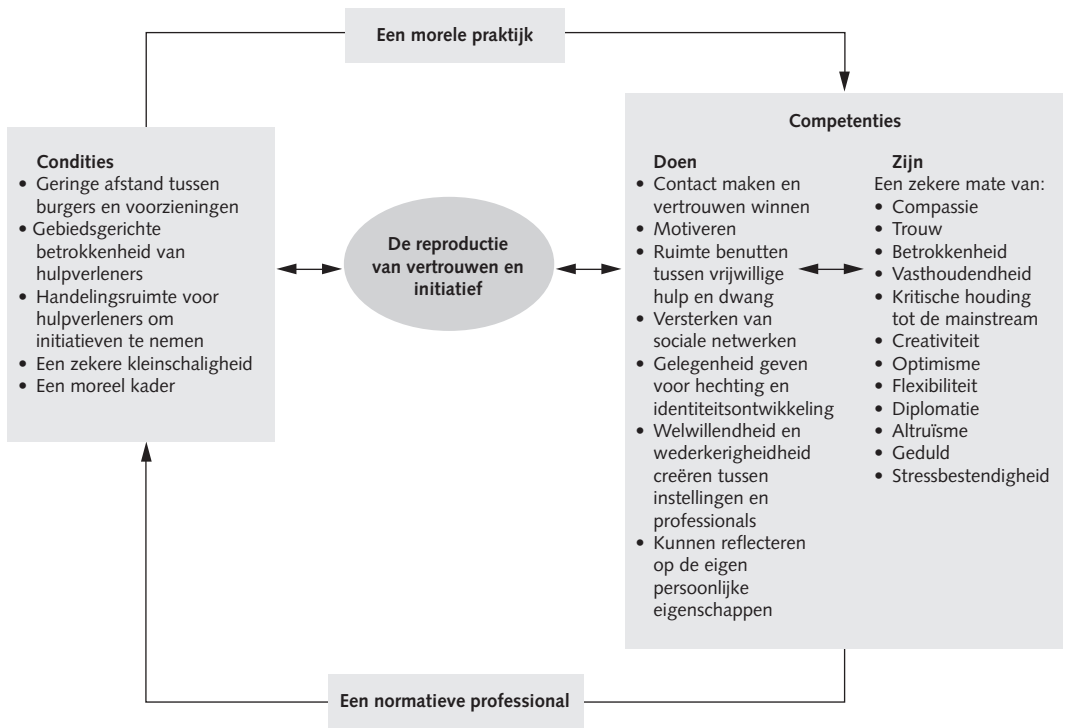 Een morele praktijk
Condities
• Geringe afstand tussen
burgers en voorzieningen
• Gebiedsgerichte
betrokkenheid van
hulpverleners
• Handelingsruimte voor
hulpverleners om
initiatieven te nemen
• Een zekere kleinschaligheid
• Een moreel kader
De reproductie
van vertrouwen en
initiatief
Competenties
Doen
• Contact maken en
vertrouwen winnen
• Motiveren
• Ruimte benutten
tussen vrijwillige
hulp en dwang
• Versterken van
sociale netwerken
• Gelegenheid geven
voor hechting en
identiteitsontwikkeling
• Welwillendheid en
wederkerigheidheid
creëren tussen
instellingen en
professionals
• Kunnen reflecteren
op de eigen
persoonlijke
eigenschappen
Zijn
Een zekere mate van:
• Compassie
• Trouw
• Betrokkenheid
• Vasthoudendheid
• Kritische houding
tot de mainstream
• Creativiteit
• Optimisme
• Flexibiliteit
• Diplomatie
• Altruïsme
• Geduld
• Stressbestendigheid
Een normatieve professional